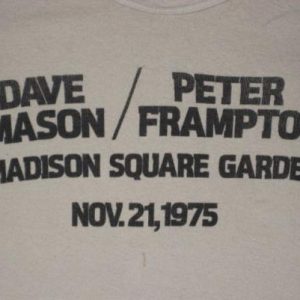 DAVE / PETER
MASON / FRAMPTO
MADISON SQUARE GARDE
NOV. 21, 1975